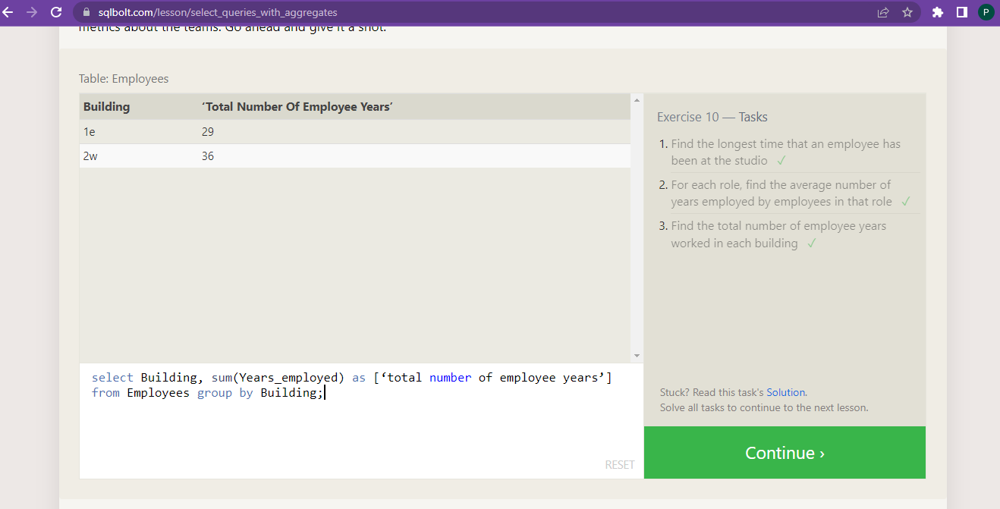 sqlbolt.com/lesson/select_queries_with_aggregates
P
metrics about the teams. Go ahead and give it a shot.
Table: Employees
Building ‘Total Number Of Employee Years’
1e 29
2w 36
select Building, sum(Years_employed) as [‘total number of employee years’]
from Employees group by Building;
RESET
Exercise 10 — Tasks
1. Find the longest time that an employee has
been at the studio ✓
2. For each role, find the average number of
years employed by employees in that role ✓
3. Find the total number of employee years
worked in each building ✓
Stuck? Read this task's Solution.
Solve all tasks to continue to the next lesson.
Continue ›